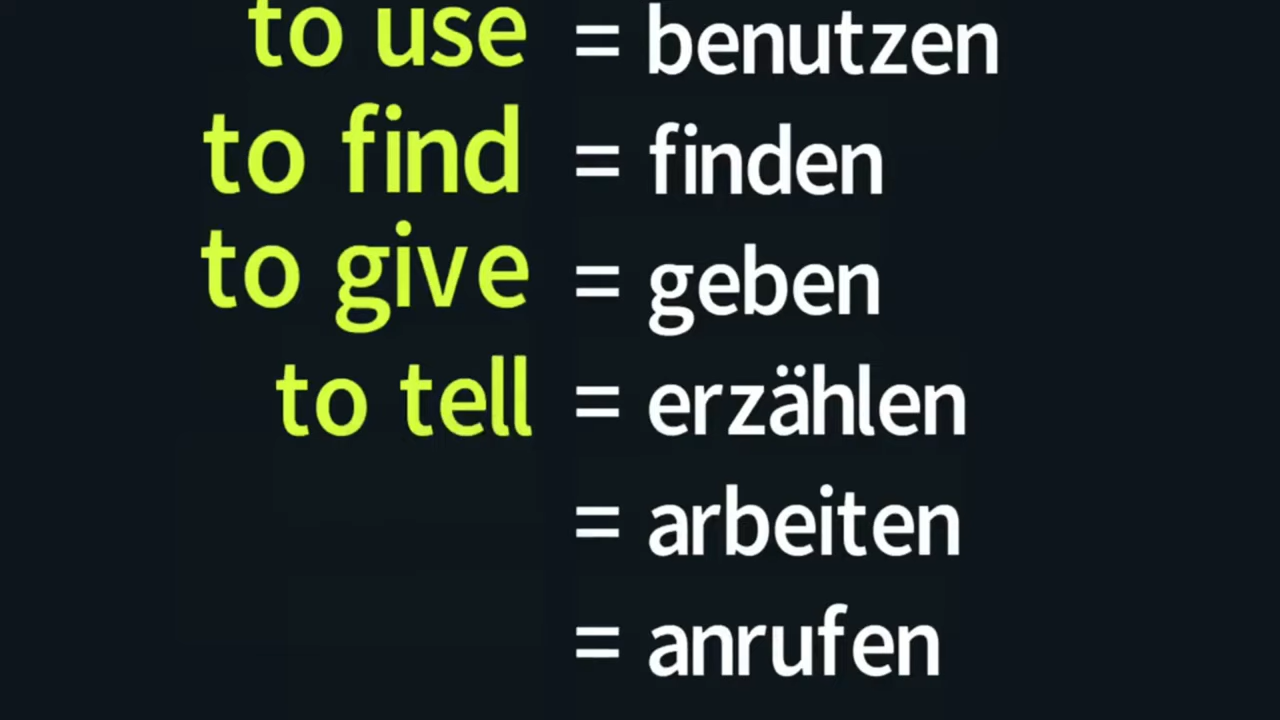 to use = benutzen
to find = finden
to give = geben
to tell = erzählen
= arbeiten
= anrufen